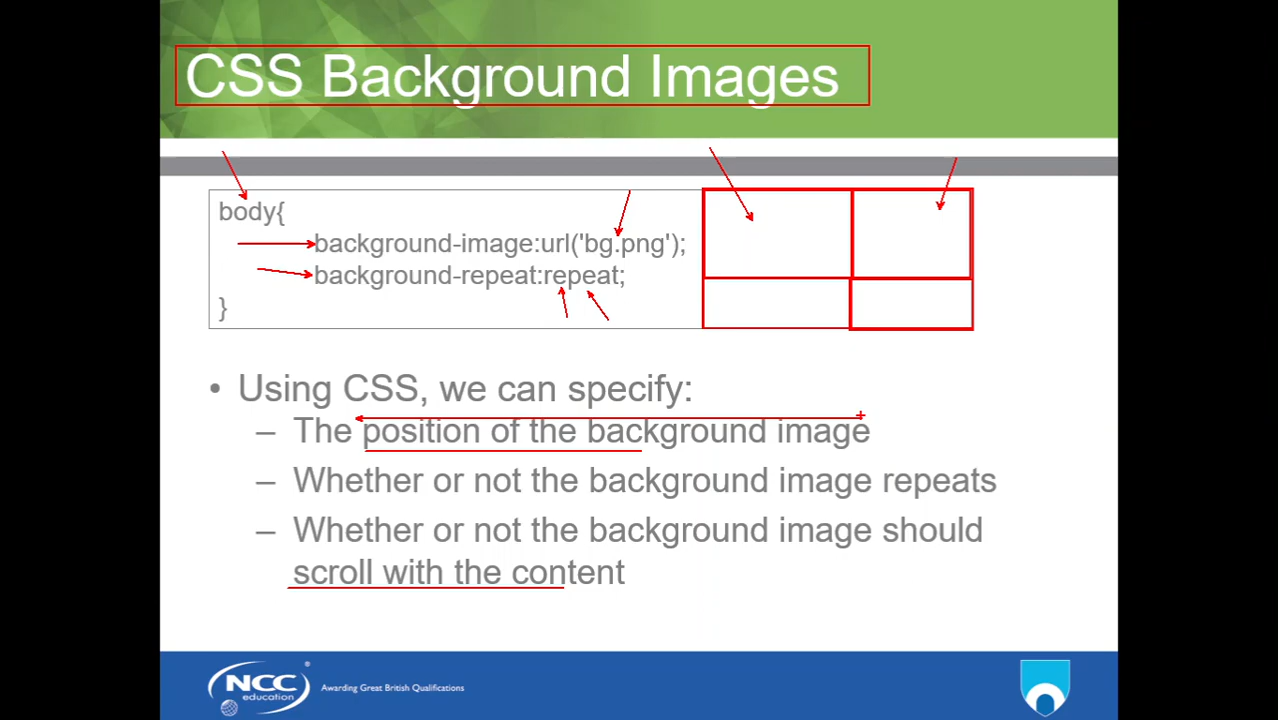 CSS Background Images
body{
background-image:url('bg.png');
background-repeat:repeat;
}
• Using CSS, we can specify:
– The position of the background image
– Whether or not the background image repeats
– Whether or not the background image should
scroll with the content
NCC
education
®
Awarding Great British Qualifications